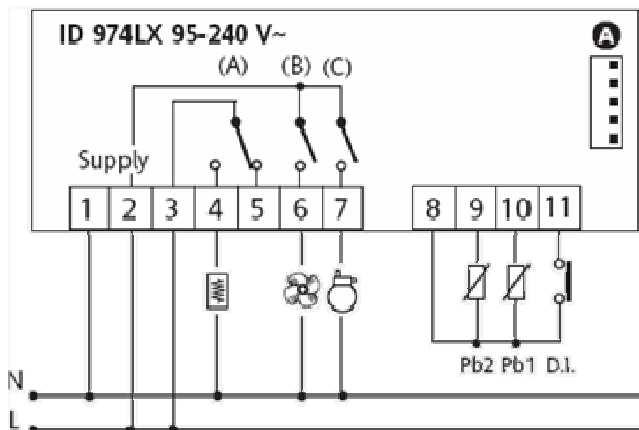 ID 974LX 95-240 V~ A
(A) (B) (C)
Supply
1 2 3 4 5 6 7 8 9 10 11
Pb2 Pb1 D.I.
N
L